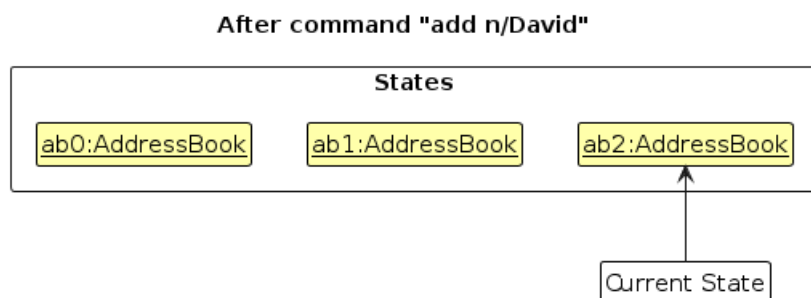 After command "add n/David"
States
ab0:AddressBook ab1:AddressBook ab2:AddressBook
Current State